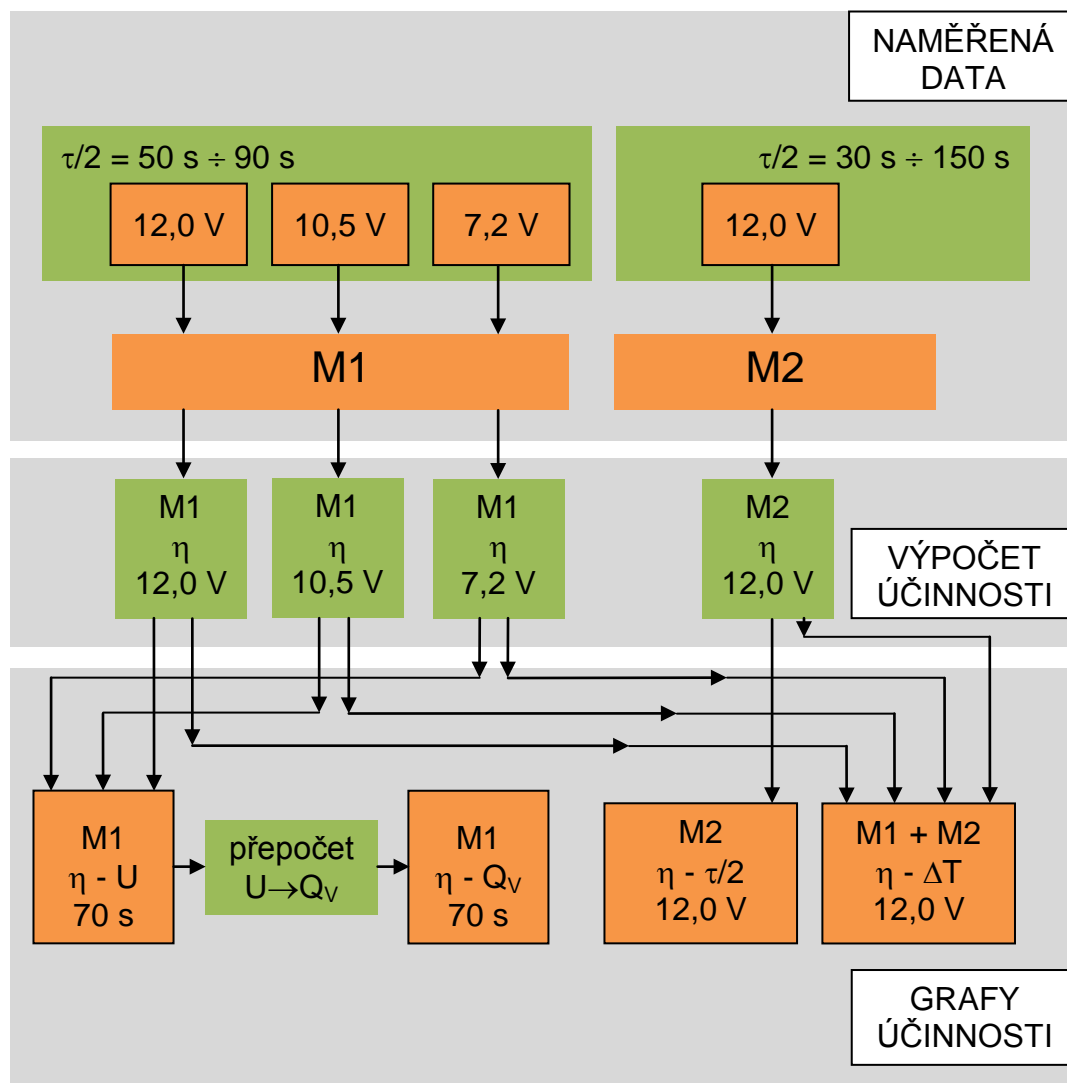 NAMĚŘENÁ
DATA
τ/2 = 50 s ÷ 90 s
12,0 V
10,5 V
7,2 V
τ/2 = 30 s ÷ 150 s
12,0 V
M1
M2
M1
η
12,0 V
M1
η
10,5 V
M1
η
7,2 V
M2
η
12,0 V
VÝPOČET
ÚČINNOSTI
M1
η - U
70 s
přepočet
U→QV
M1
η - QV
70 s
M2
η - τ/2
12,0 V
M1 + M2
η - ΔT
12,0 V
GRAFY
ÚČINNOSTI